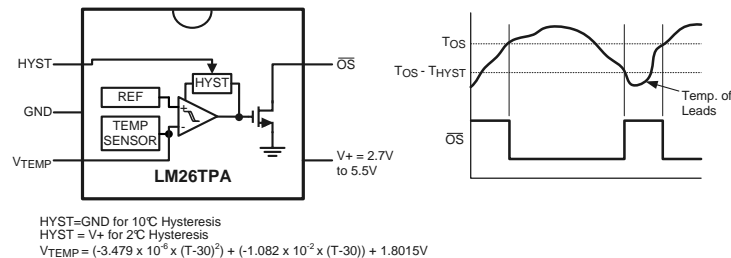 HYST
GND
VTEMP
HYST
REF
TEMP
SENSOR
+
-
LM26TPA
OS
V+ = 2.7V
to 5.5V
TOS
TOS - THYST
Temp. of
Leads
OS
HYST=GND for 10°C Hysteresis
HYST = V+ for 2°C Hysteresis
VTEMP = (-3.479 x 10-6 x (T-30)2) + (-1.082 x 10-2 x (T-30)) + 1.8015V